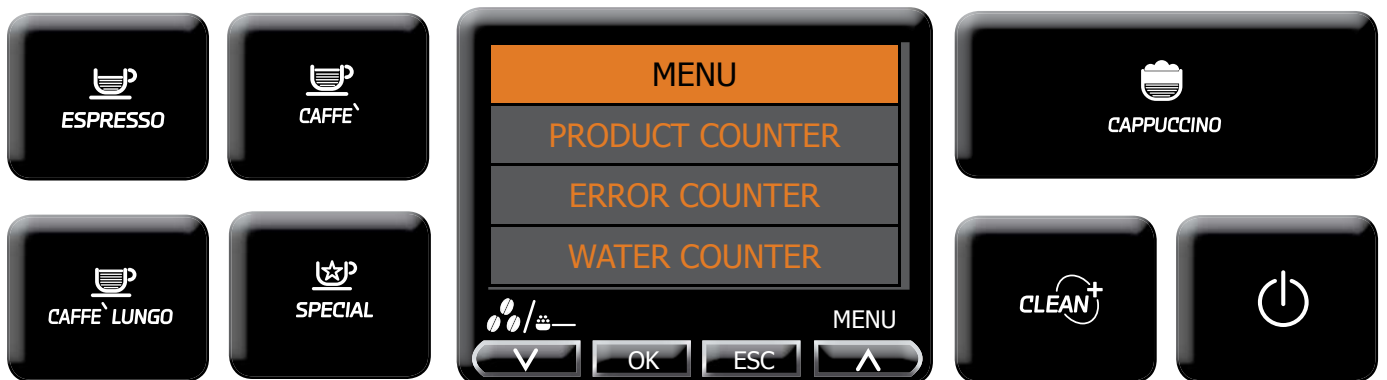 ESPRESSO
CAFFE`
CAFFE` LUNGO
SPECIAL
MENU
PRODUCT COUNTER
ERROR COUNTER
WATER COUNTER
MENU
OK
ESC
CAPPUCCINO
CLEAN+